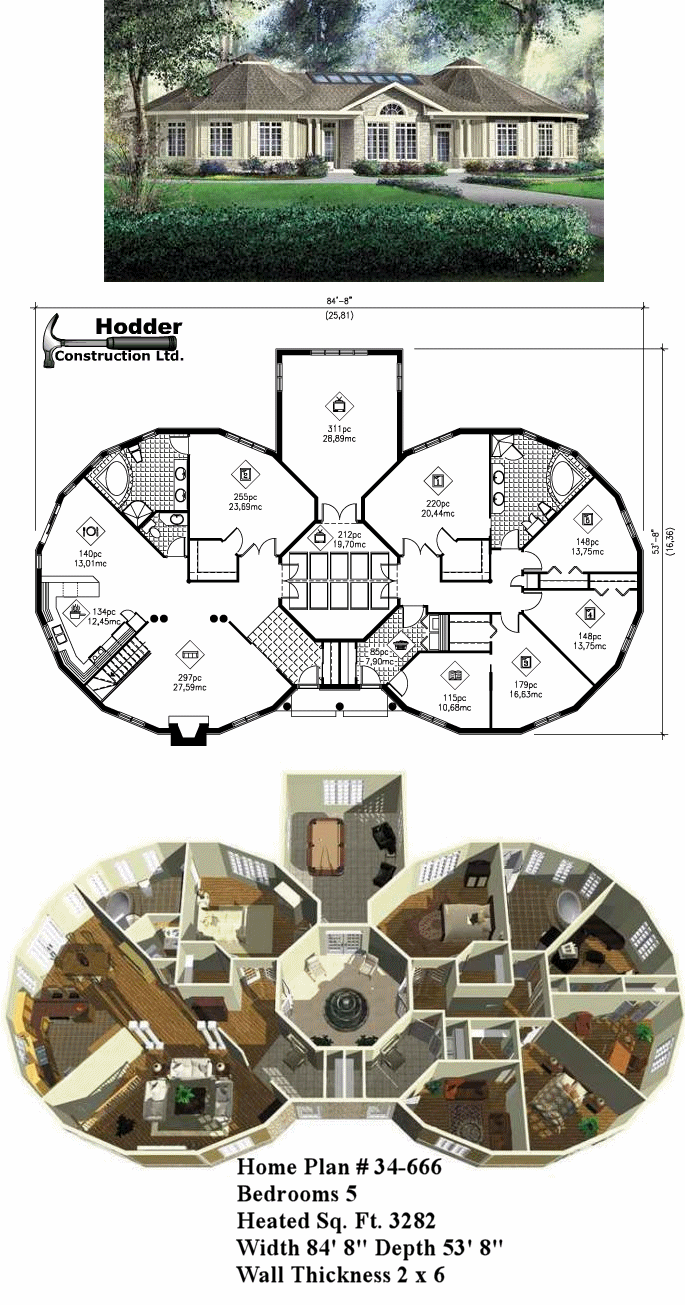 84'-8"
(25,81)
Hodder
Construction Ltd.
311pc
28,89mc
255pc
23,69mc
220pc
20,44mc
212pc
19,70mc
140pc
13,01mc
148pc
13,75mc
53'-8"
(16,36)
134pc
12,45mc
148pc
13,75mc
297pc
27,59mc
85pc
7,90mc
115pc
10,68mc
179pc
16,63mc
Home Plan # 34-666
Bedrooms 5
Heated Sq. Ft. 3282
Width 84' 8" Depth 53' 8"
Wall Thickness 2 x 6